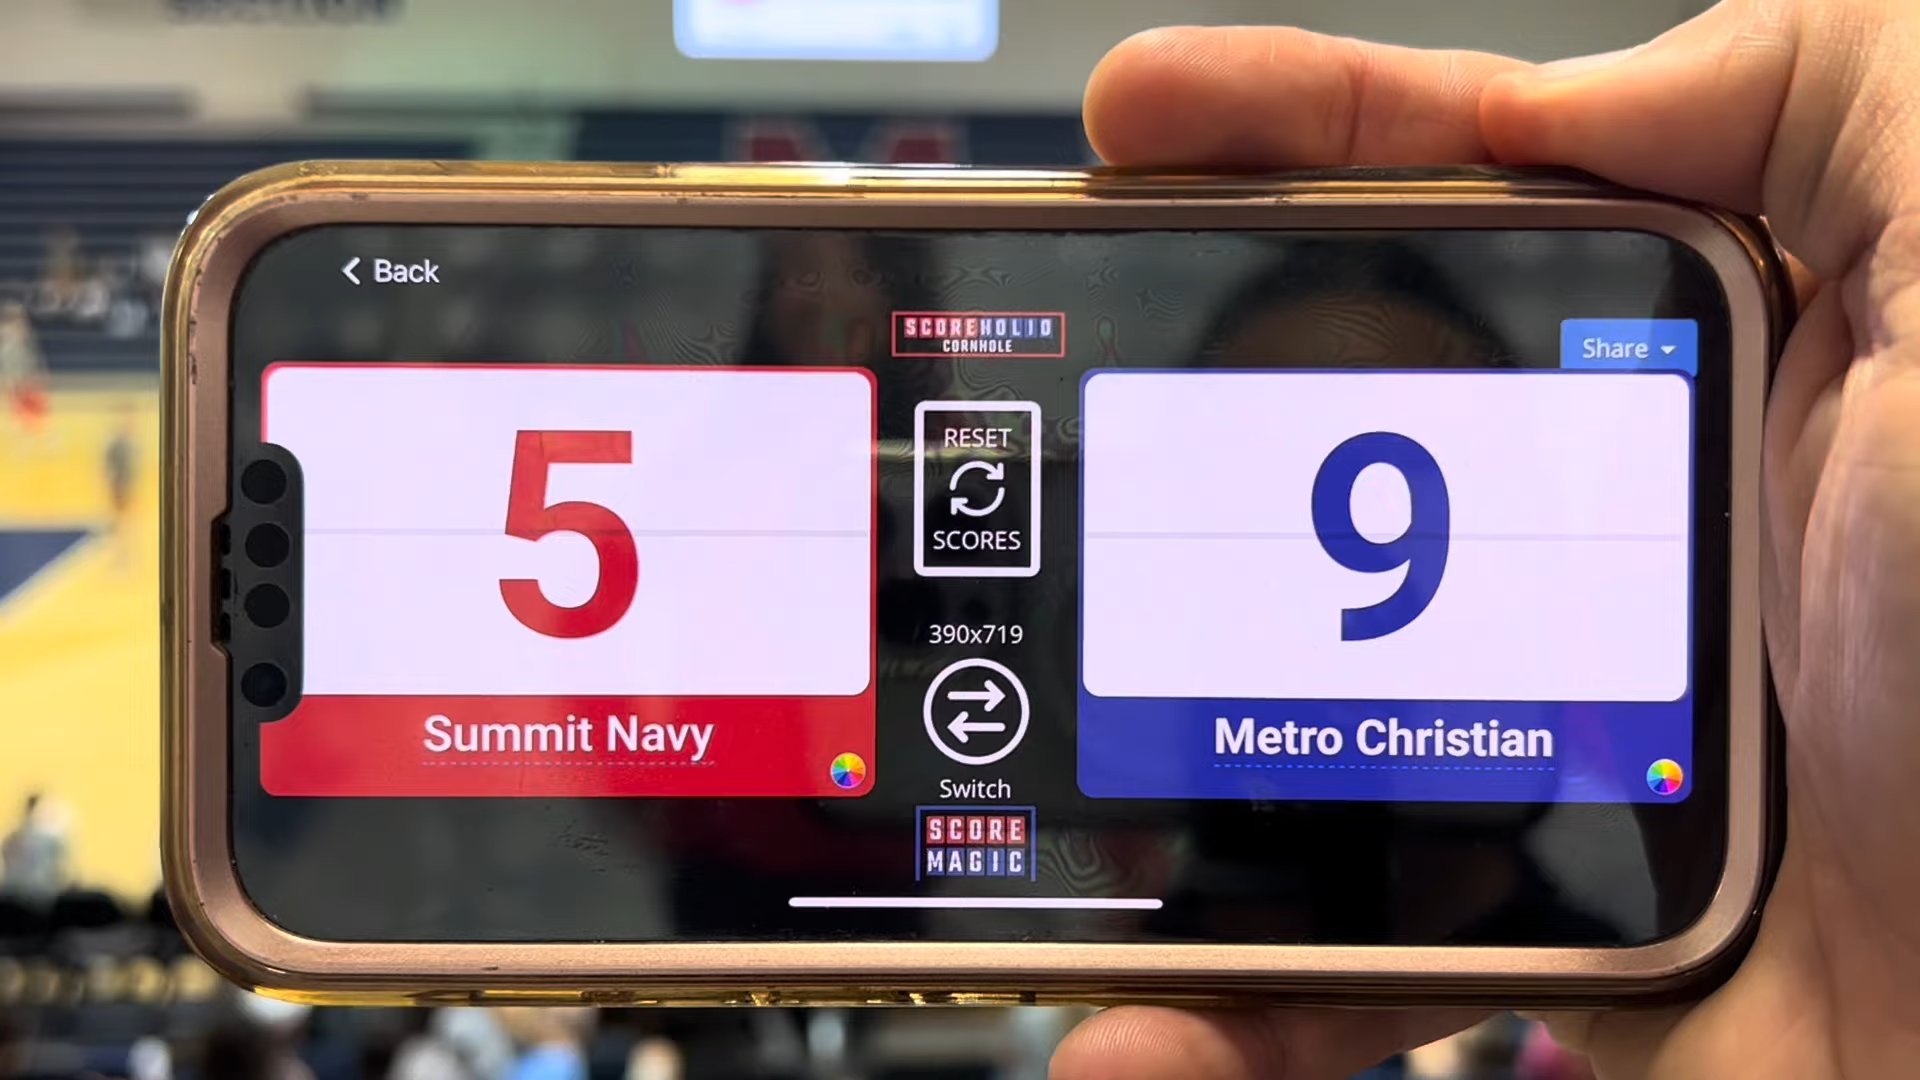 Back
SCOREHOLIO
CORNHOLE
Share
5
RESET
SCORES
9
390x719
Summit Navy
Metro Christian
Switch
SCORE
MAGIC